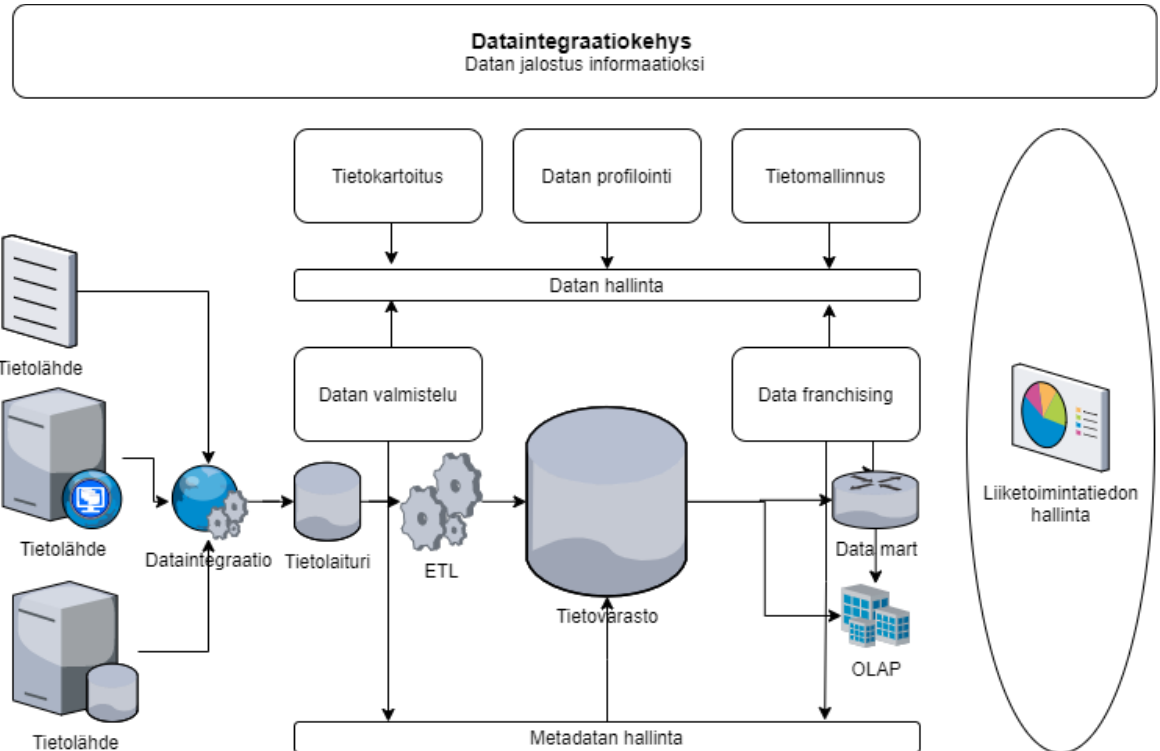 Dataintegraatiokehys
Datan jalostus informaatioksi
Tietokartoitus
Datan profilointi
Tietomallinnus
Datan hallinta
Tietolähde
Datan valmistelu
Data franchising
Tietolähde
Dataintegraatio
Tietolaituri
ETL
Tietovarasto
Data mart
OLAP
Liiketoimintatiedon
hallinta
Tietolähde
Metadatan hallinta